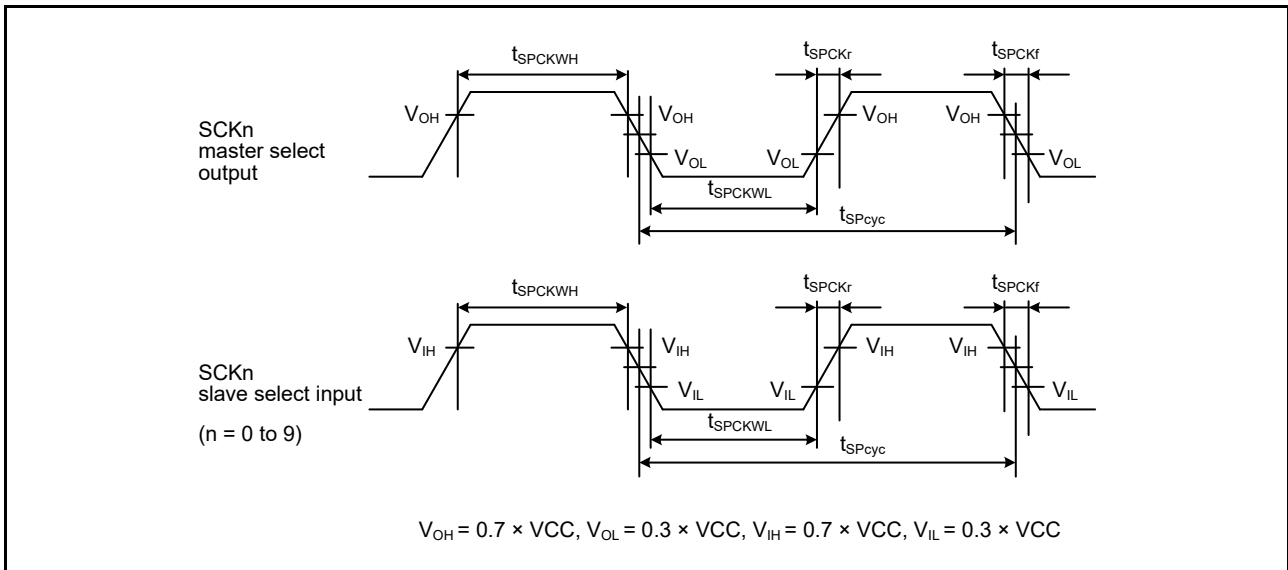 tSPCKWH
tSPCKr
tSPCKf
VOH
VOH
VOH
VOH
SCKn
master select
output
VOL
VOL
VOL
tSPCKWL
tSPcyc
tSPCKWH
tSPCKr
tSPCKf
VIH
VIH
VIH
VIH
SCKn
slave select input
VIL
VIL
VIL
(n = 0 to 9)
tSPCKWL
tSPcyc
VOH = 0.7 × VCC, VOL = 0.3 × VCC, VIH = 0.7 × VCC, VIL = 0.3 × VCC